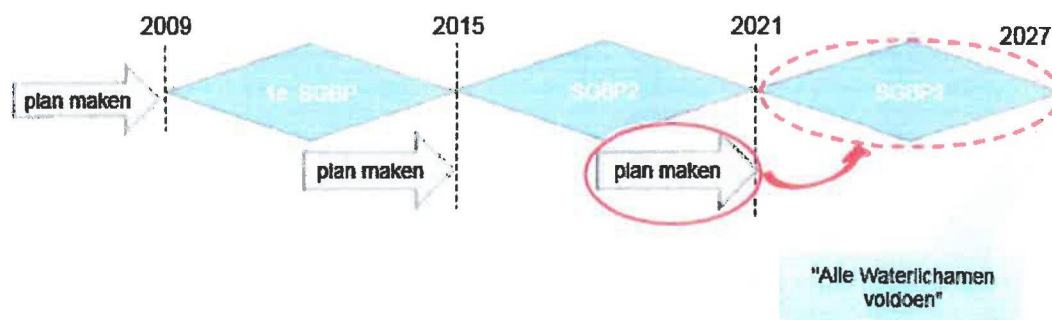 2009
2015
2021
2027
plan maken
1e SGBP
SGBP2
SGBP3
plan maken
plan maken
"Alle Waterlichamen
voldoen"